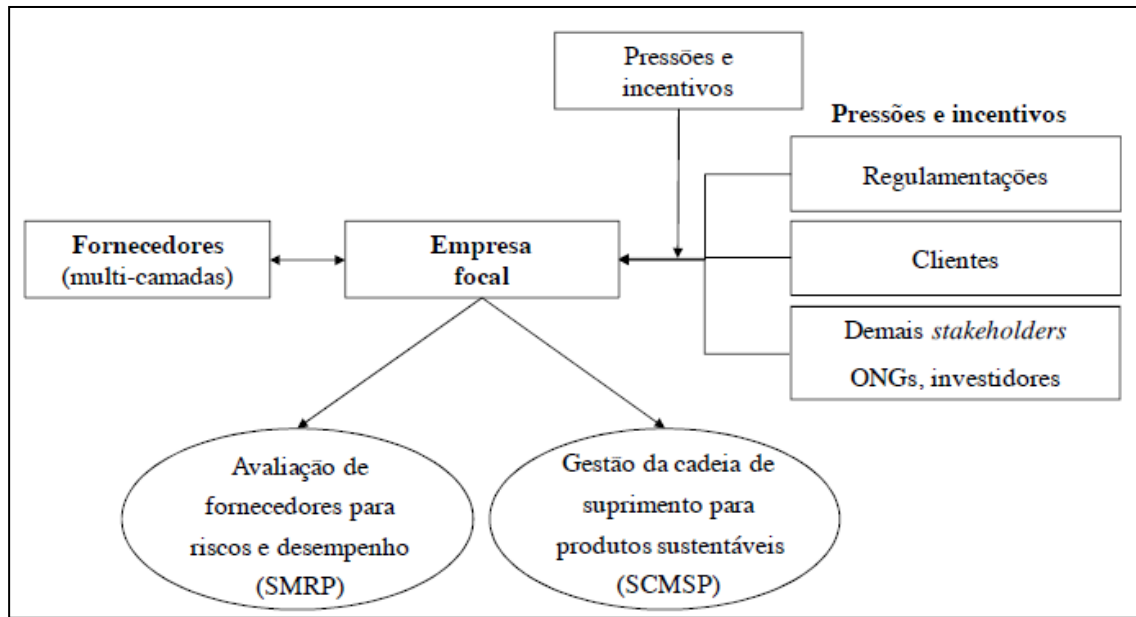 Pressões e
incentivos
Pressões e incentivos
Regulamentações
Fornecedores
(multi-camadas)
Empresa
focal
Clientes
Demais stakeholders
ONGs, investidores
Avaliação de
fornecedores para
riscos e desempenho
(SMRP)
Gestão da cadeia de
suprimento para
produtos sustentáveis
(SCMSP)